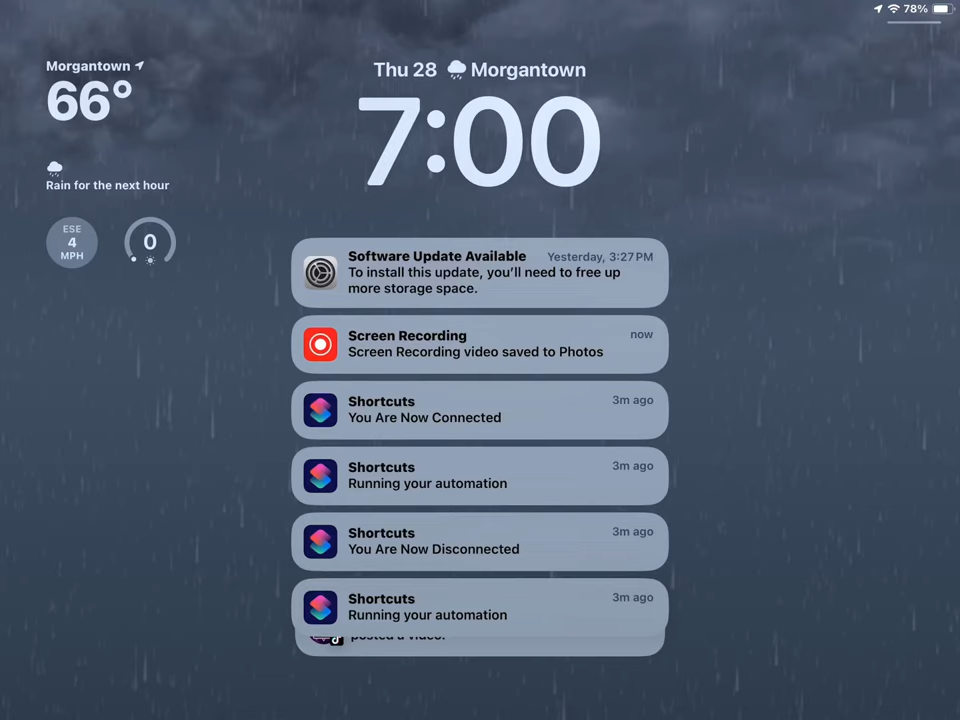 78%
Morgantown
66°
Rain for the next hour
ESE
4
MPH
0
Thu 28 Morgantown
7:00
Software Update Available Yesterday, 3:27 PM
To install this update, you'll need to free up
more storage space.
Screen Recording now
Screen Recording video saved to Photos
Shortcuts 3m ago
You Are Now Connected
Shortcuts 3m ago
Running your automation
Shortcuts 3m ago
You Are Now Disconnected
Shortcuts 3m ago
Running your automation
posted a video.